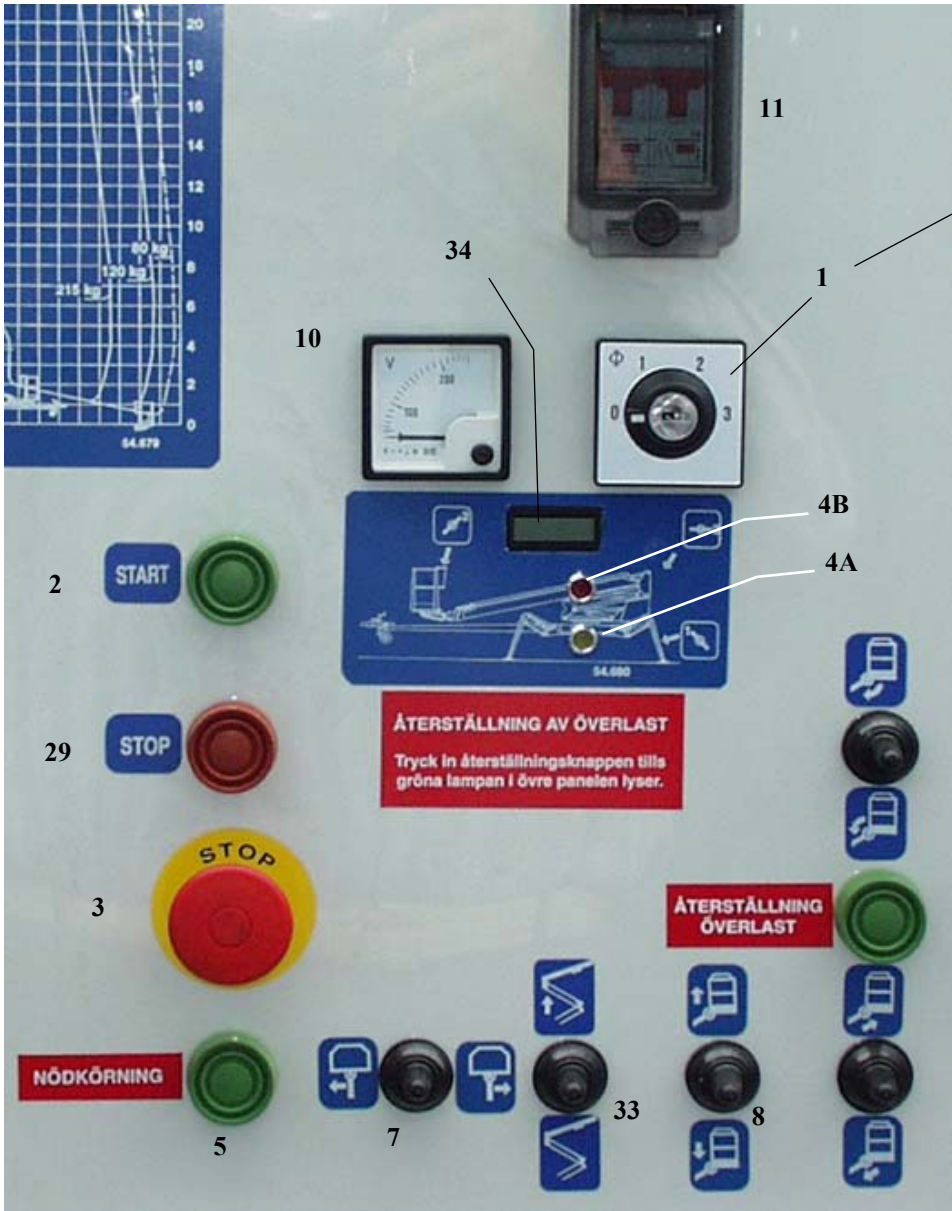 20
18
16
14
12
10
8
6
4
2
0
80 kg
120 kg
215 kg
54.679
11
34
1
10
V
100
200
0
1
2
3
4B
4A
2
START
54.680
29
STOP
ÅTERSTÄLLNING AV ÖVERLAST
Tryck in återställningsknappen tills
gröna lampan i övre panelen lyser.
3
STOP
ÅTERSTÄLLNING
ÖVERLAST
NÖDKÖRNING
5
7
33
8